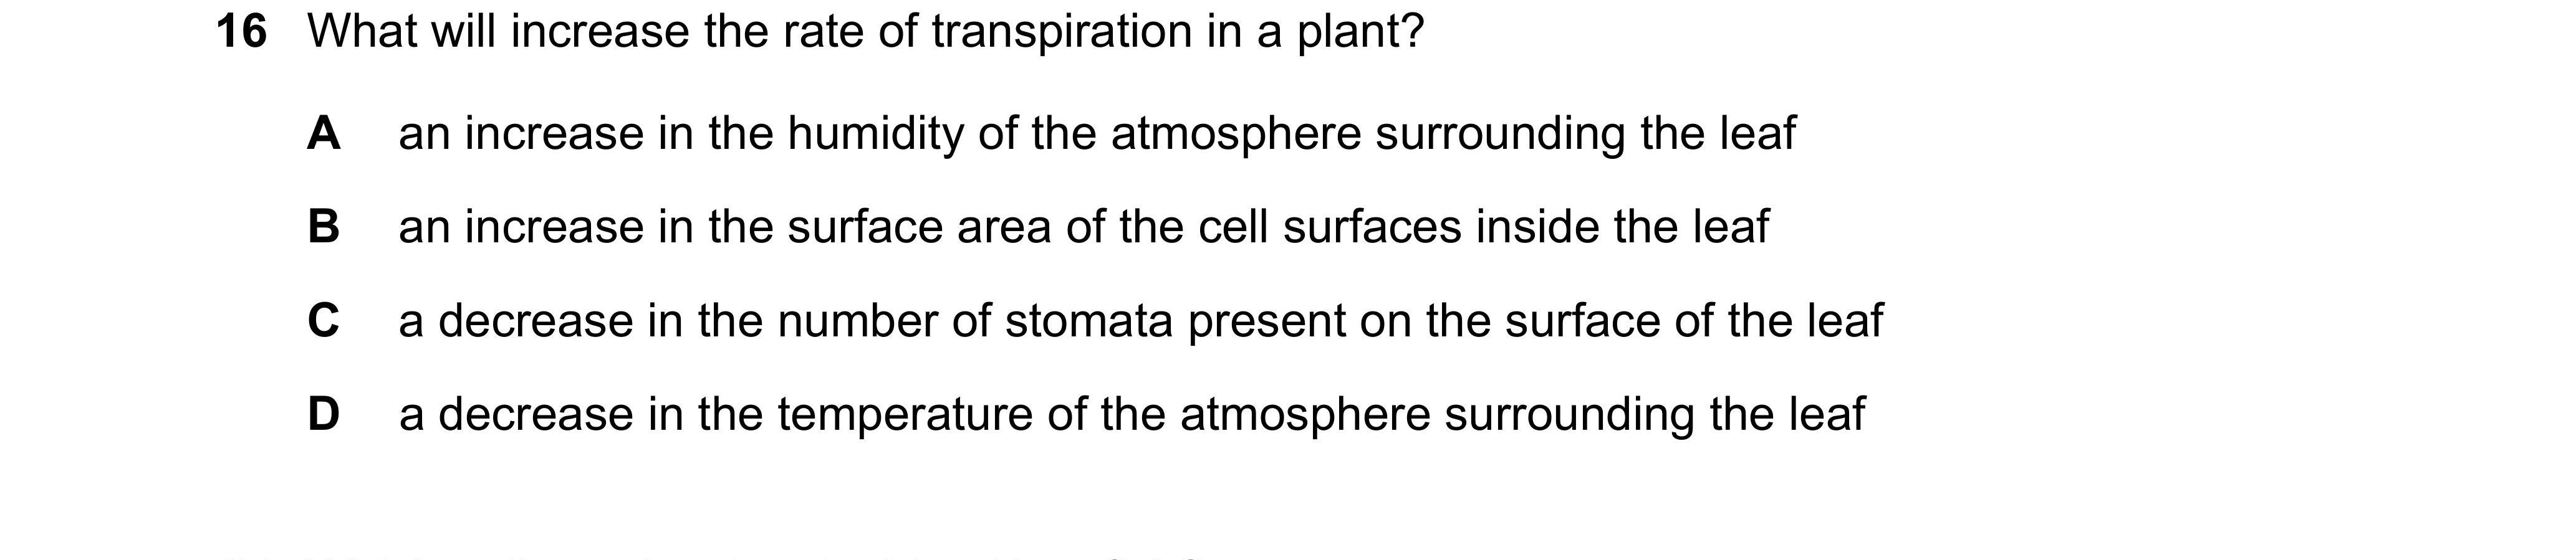 16 What will increase the rate of transpiration in a plant?
A an increase in the humidity of the atmosphere surrounding the leaf
B an increase in the surface area of the cell surfaces inside the leaf
C a decrease in the number of stomata present on the surface of the leaf
D a decrease in the temperature of the atmosphere surrounding the leaf